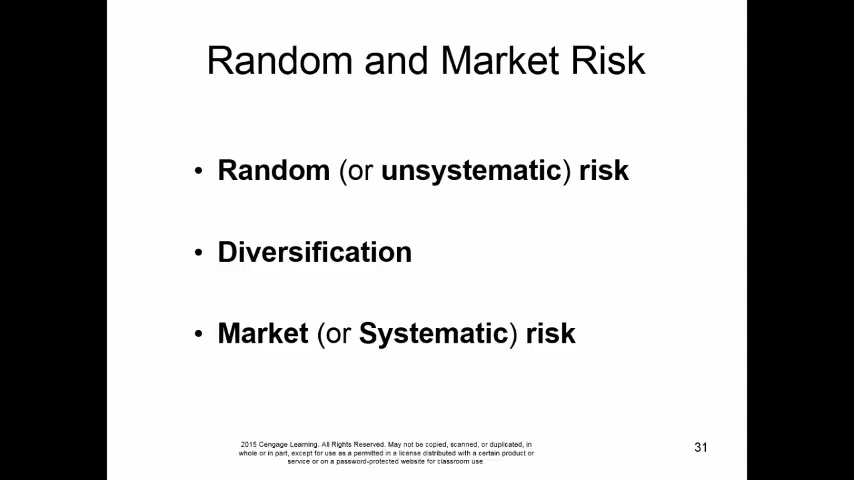 Random and Market Risk
• Random (or unsystematic) risk
• Diversification
• Market (or Systematic) risk
2015 Cengage Learning. All Rights Reserved. May not be copied, scanned, or duplicated, in
whole or in part, except for use as a permitted in a license distributed with a certain product or
service or on a password-protected website for classroom use.
31